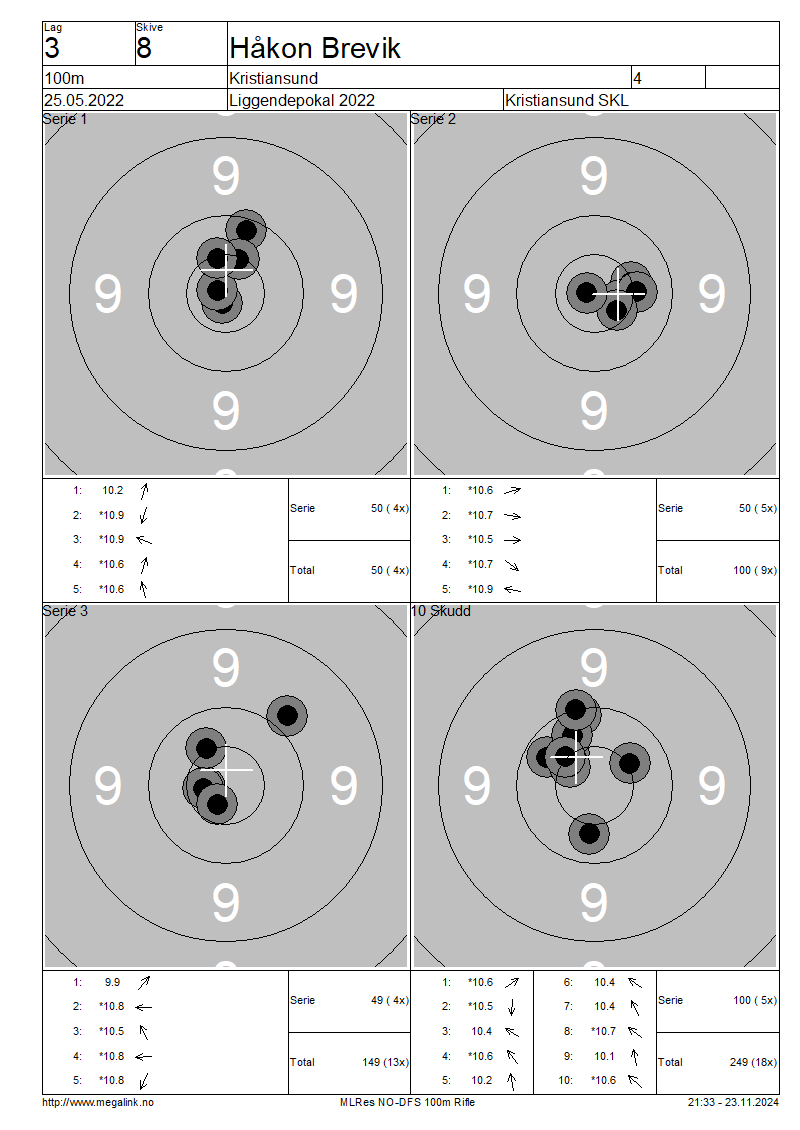 Lag Skive
3 8 Håkon Brevik
100m Kristiansund 4
25.05.2022 Liggendepokal 2022 Kristiansund SKL
Serie 1 Serie 2
9 9
9 9 9 9
9 9
1: 10.2
2: *10.9
3: *10.9
4: *10.6
5: *10.6
Serie 50 ( 4x)
Total 50 ( 4x)
1: *10.6
2: *10.7
3: *10.5
4: *10.7
5: *10.9
Serie 50 ( 5x)
Total 100 ( 9x)
Serie 3 10 Skudd
9 9
9 9 9 9
9 9
1: 9.9
2: *10.8
3: *10.5
4: *10.8
5: *10.8
Serie 49 ( 4x)
Total 149 (13x)
1: *10.6
2: *10.5
3: 10.4
4: *10.6
5: 10.2
6: 10.4
7: 10.4
8: *10.7
9: 10.1
10: *10.6
Serie 100 ( 5x)
Total 249 (18x)
http://www.megalink.no MLRes NO-DFS 100m Rifle 21:33 - 23.11.2024